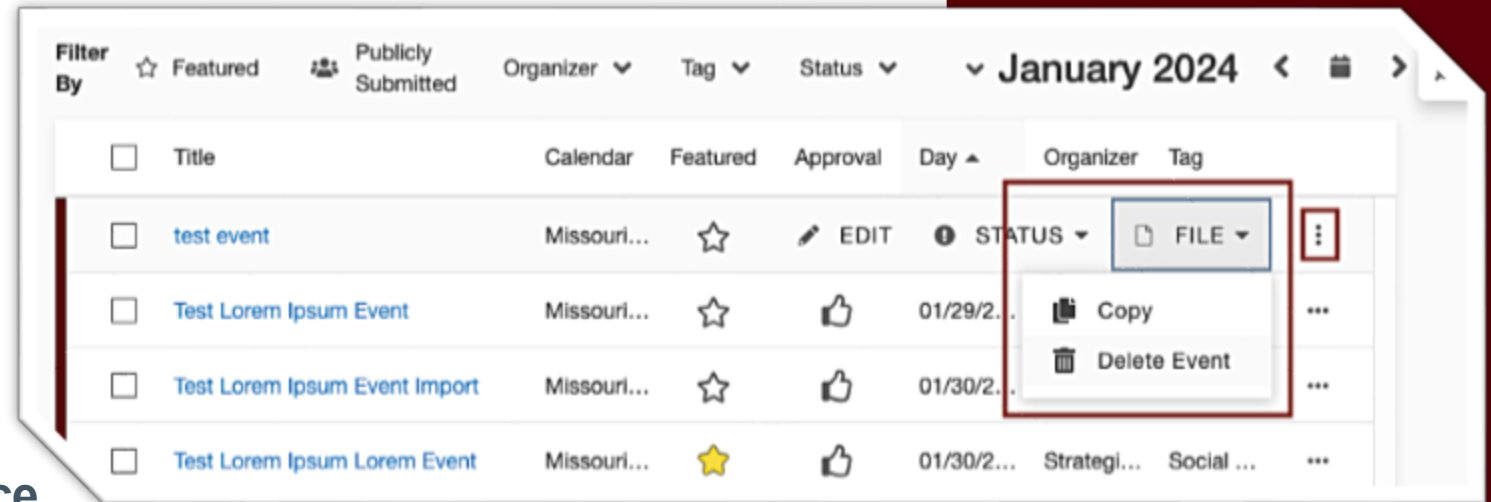 Filter By Featured Publicly Submitted Organizer Tag Status January 2024
Title Calendar Featured Approval Day Organizer Tag
test event Missouri... EDIT STATUS FILE
Test Lorem Ipsum Event Missouri... 01/29/2... Copy
Delete Event
Test Lorem Ipsum Event Import Missouri... 01/30/2...
Test Lorem Ipsum Lorem Event Missouri... 01/30/2... Strategi... Social ...
ce